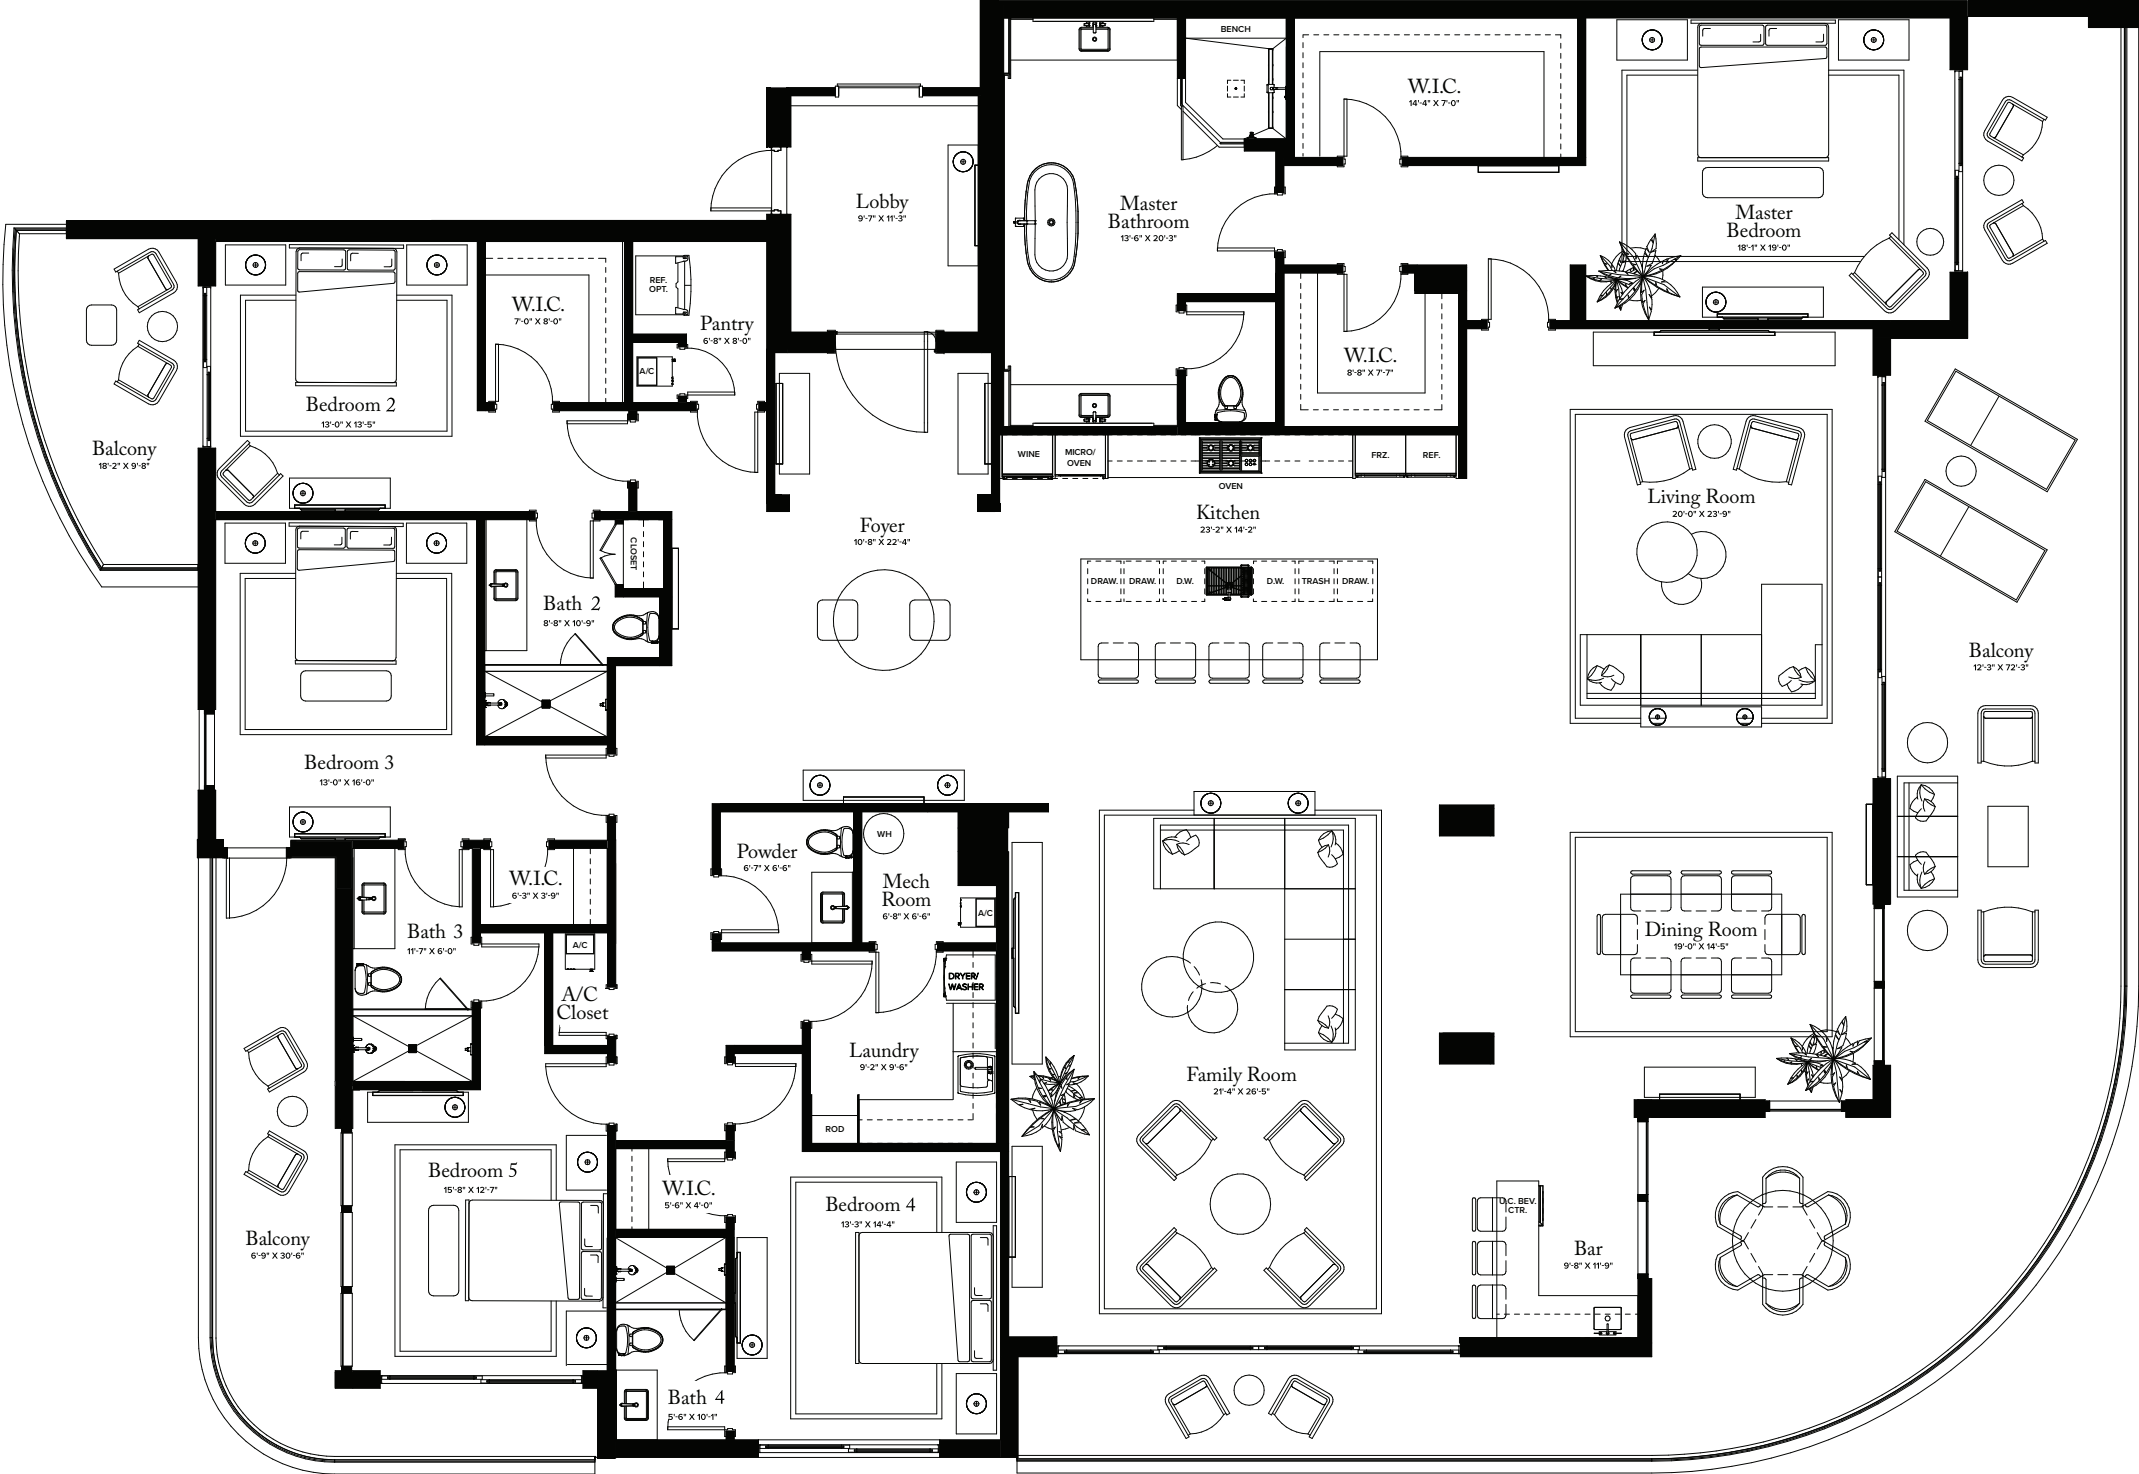 BENCH
W.I.C.
14'-4" X 7'-0"
Lobby
9'-7" X 11'-3"
Master
Bathroom
13'-6" X 20'-3"
Master
Bedroom
18'-1" X 19'-0"
REF.
OPT.
W.I.C.
7'-0" X 8'-0"
Pantry
6'-8" X 8'-0"
A/C
W.I.C.
8'-8" X 7'-7"
Bedroom 2
13'-0" X 13'-5"
Balcony
18'-2" X 9'-8"
WINE
MICRO/
OVEN
FRZ.
REF.
OVEN
Living Room
20'-0" X 23'-9"
Kitchen
23'-2" X 14'-2"
Foyer
10'-8" X 22'-4"
CLOSET
DRAW.
DRAW.
D.W.
D.W.
TRASH
DRAW.
Bath 2
8'-8" X 10'-9"
Balcony
12'-3" X 72'-3"
Bedroom 3
13'-0" X 16'-0"
WH
Powder
6'-7" X 6'-6"
Mech
Room
6'-8" X 6'-6"
A/C
W.I.C.
6'-3" X 3'-9"
Bath 3
11'-7" X 6'-0"
A/C
Dining Room
19'-0" X 14'-5"
DRYER/
WASHER
A/C
Closet
Laundry
9'-2" X 9'-6"
Family Room
21'-4" X 26'-5"
ROD
Bedroom 5
15'-8" X 12'-7"
W.I.C.
5'-6" X 4'-0"
Bedroom 4
13'-3" X 14'-4"
U.C. BEV.
CTR.
Balcony
6'-9" X 30'-6"
Bar
9'-8" X 11'-9"
Bath 4
5'-6" X 10'-1"